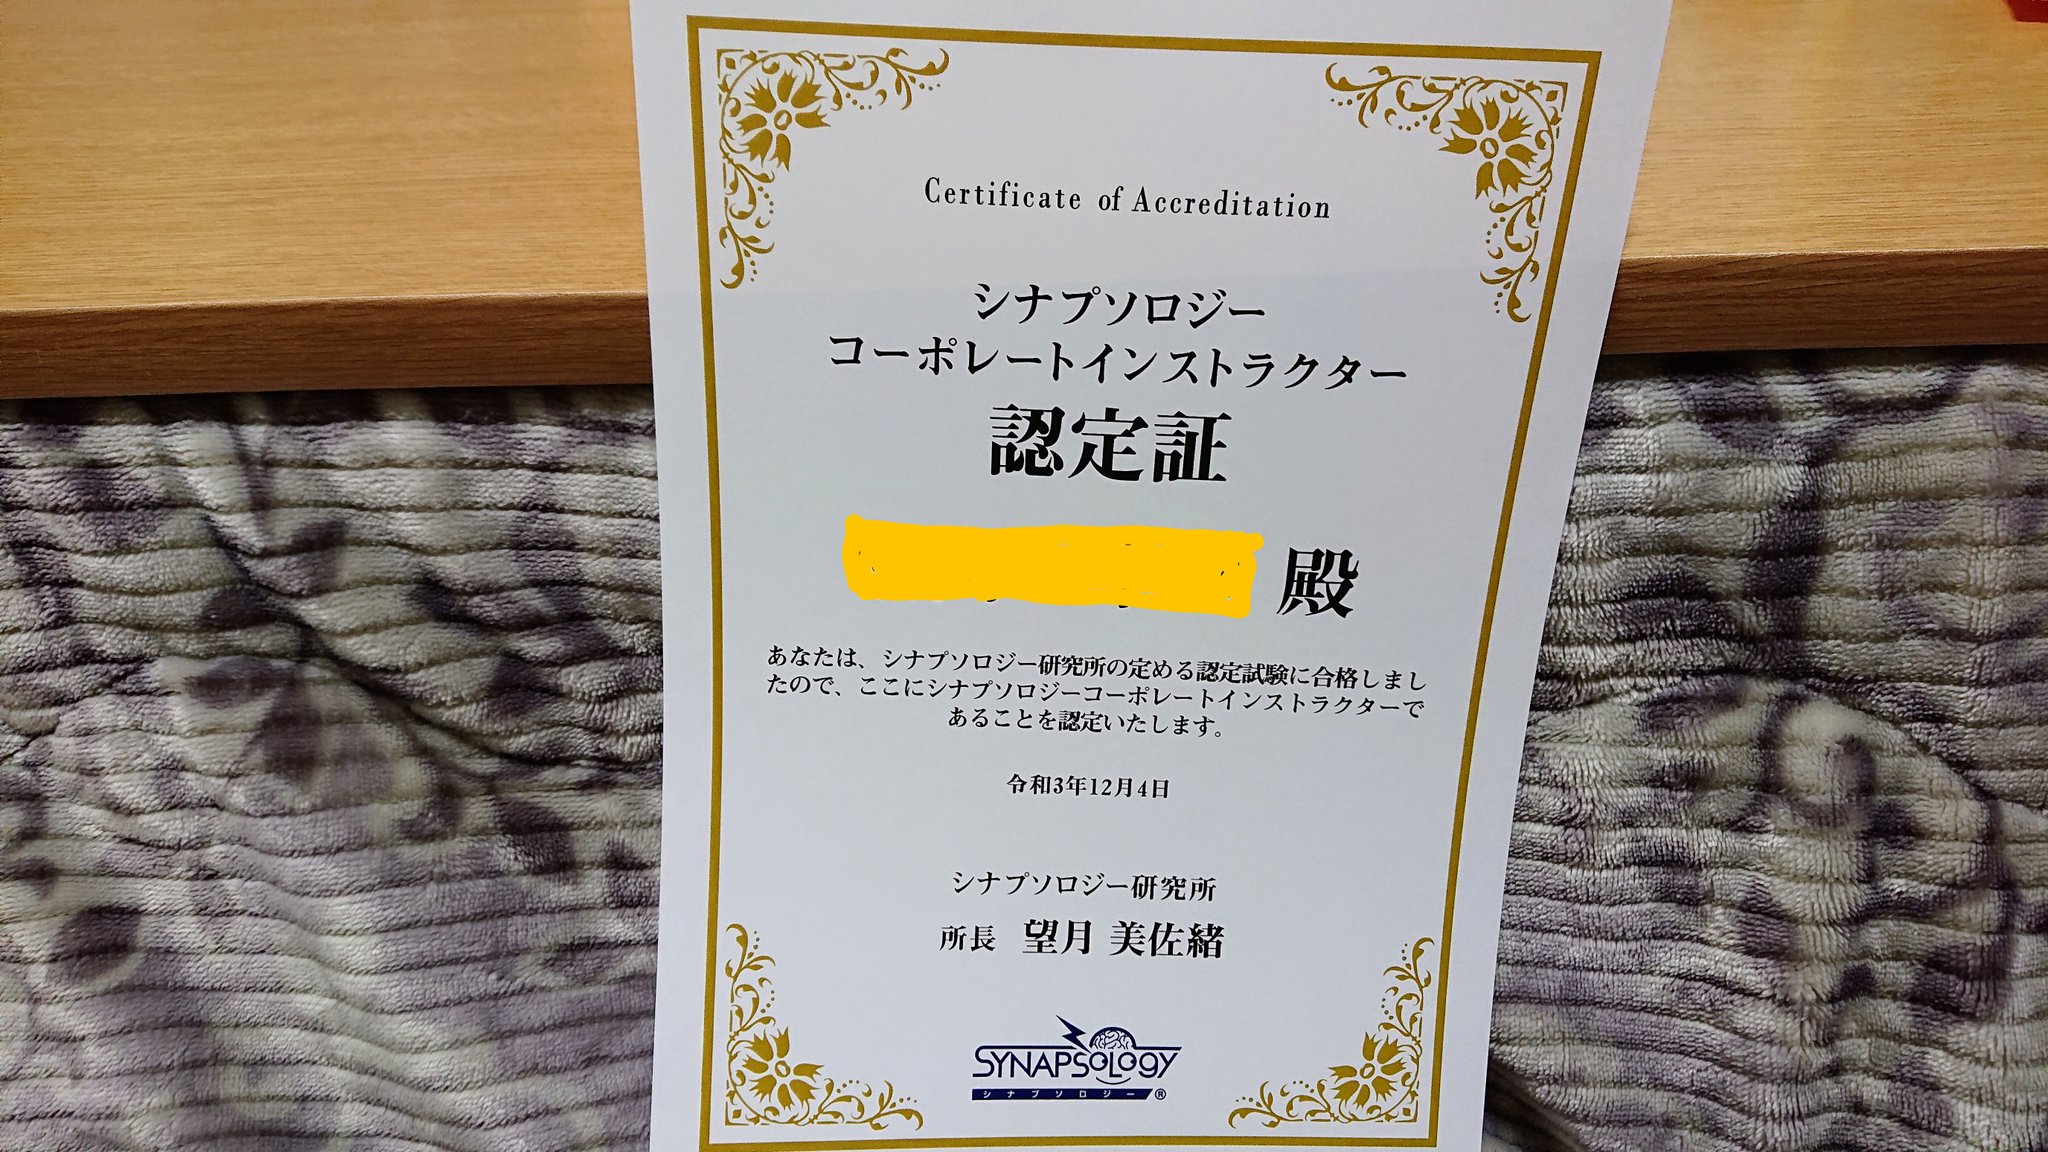 Certificate of Accreditation
シナプソロジー
コーポレートインストラクター
認定証
殿
あなたは、シナプソロジー研究所の定める認定試験に合格しまし
たので、ここにシナプソロジーコーポレートインストラクターで
あることを認定いたします。
令和3年12月4日
シナプソロジー研究所
所長 望月 美佐緒
SYNAPSOLOGY
シナプソロジー ®